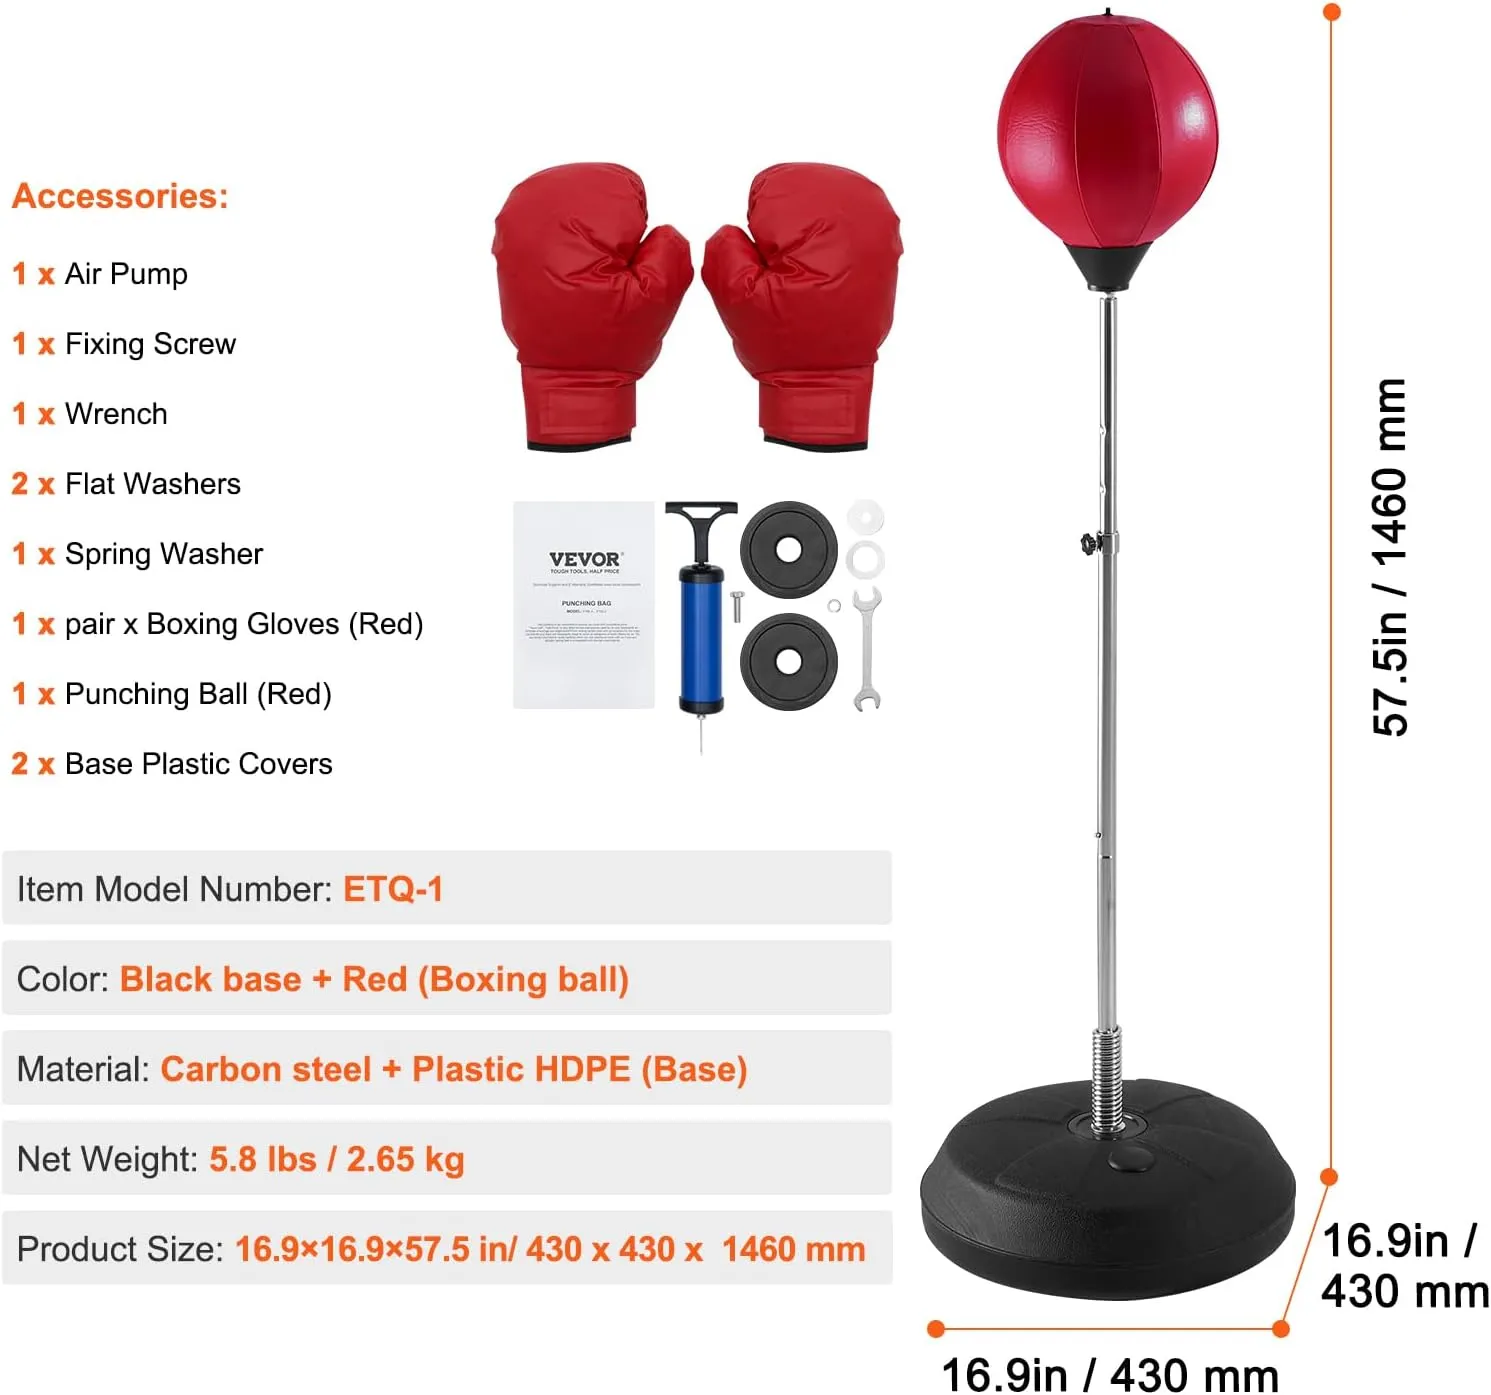 Accessories:
1 x Air Pump
1 x Fixing Screw
1 x Wrench
2 x Flat Washers
1 x Spring Washer
1 x pair x Boxing Gloves (Red)
1 x Punching Ball (Red)
2 x Base Plastic Covers
VEVOR®
TOUGH TOOLS, HALF PRICE
PUNCHING BAG
Item Model Number: ETQ-1
Color: Black base + Red (Boxing ball)
Material: Carbon steel + Plastic HDPE (Base)
Net Weight: 5.8 lbs / 2.65 kg
Product Size: 16.9×16.9×57.5 in/ 430 x 430 x 1460 mm
57.5in / 1460 mm
16.9in /
430 mm
16.9in / 430 mm